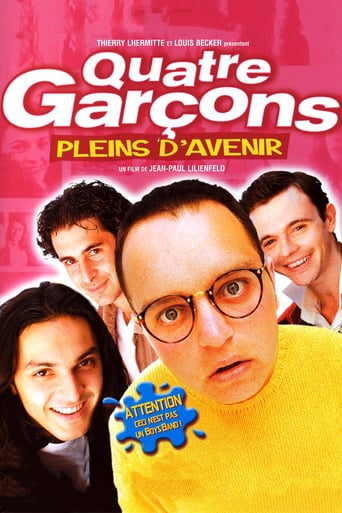 THIERRY LHERMITTE ET LOUIS BECKER présentent
Quatre
Garçons
PLEINS D'AVENIR
UN FILM DE JEAN-PAUL LILIENFELD
ATTENTION
CECI N'EST PAS
UN BOYS BAND !